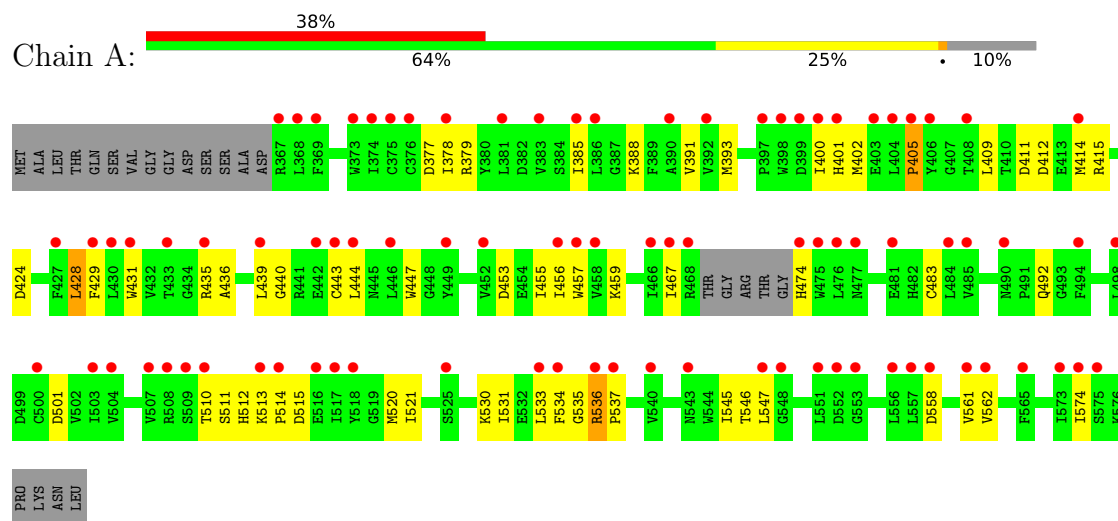 38%
Chain A:
64% 25% • 10%
MET ALA LEU THR GLN SER VAL GLY GLY ASP SER SER ALA ASP R367 L368 F369 W373 I374 C375 C376 D377 I378 R379 Y380 L381 D382 V383 S384 I385 L386 G387 K388 F389 A390 V391 V392 M393 P397 W398 D399 I400 H401 M402 E403 L404 P405 Y406 G407 T408 L409 T410 D411 D412 E413 M414 R415
D424 F427 L428 F429 L430 W431 V432 T433 G434 R435 A436 L439 G440 R441 E442 C443 L444 N445 L446 W447 G448 Y449 V452 D453 E454 I455 I456 W457 V458 K459 I466 I467 R468 THR GLY ARG THR GLY H474 W475 L476 N477 E481 H482 C483 L484 V485 N490 P491 Q492 G493 F494 L498
D499 C500 D501 V502 I503 V504 V507 R508 S509 T510 S511 H512 K513 P514 D515 E516 I517 Y518 G519 M520 I521 S525 K530 I531 E532 L533 F534 G535 R536 P537 V540 N543 W544 I545 T546 L547 G548 L551 D552 G553 L556 L557 D558 V561 V562 F565 I573 I574 S575 K576
PRO LYS ASN LEU